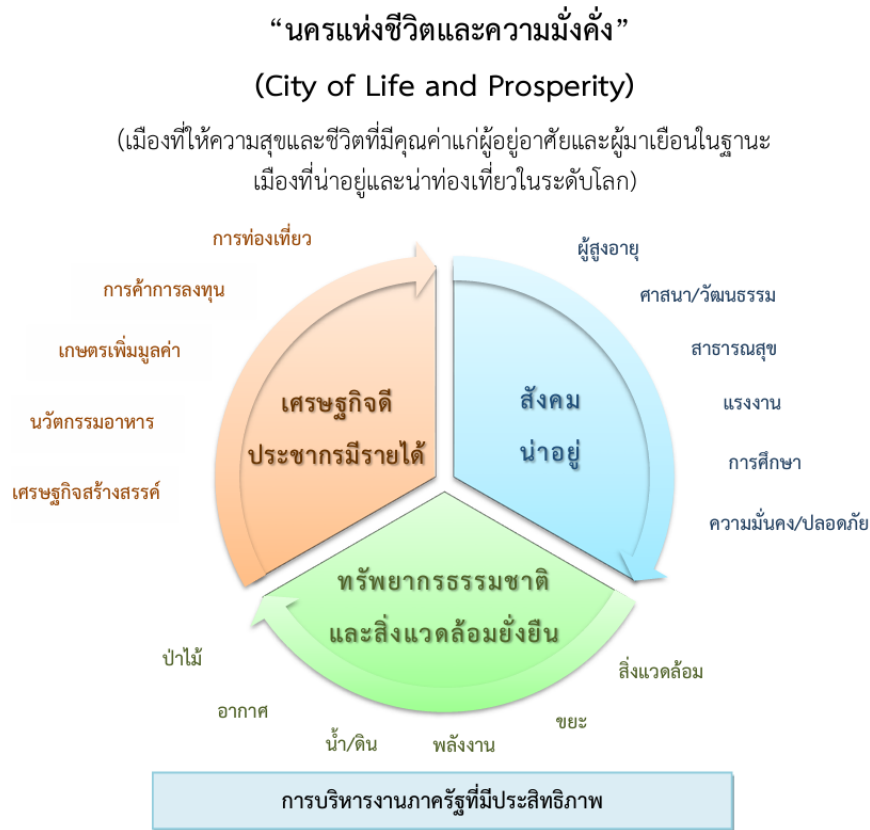 “นครแห่งชีวิตและความมั่งคั่ง”
(City of Life and Prosperity)
(เมืองที่ให้ความสุขและชีวิตที่มีคุณค่าแก่ผู้อยู่อาศัยและผู้มาเยือนในฐานะ
เมืองที่น่าอยู่และน่าท่องเที่ยวในระดับโลก)
การท่องเที่ยว
การค้าการลงทุน
เกษตรเพิ่มมูลค่า
นวัตกรรมอาหาร
เศรษฐกิจสร้างสรรค์
เศรษฐกิจดี
ประชากรมีรายได้
ผู้สูงอายุ
ศาสนา/วัฒนธรรม
สาธารณสุข
แรงงาน
การศึกษา
ความมั่นคง/ปลอดภัย
สังคม
น่าอยู่
ทรัพยากรธรรมชาติ
และสิ่งแวดล้อมยั่งยืน
ป่าไม้
อากาศ
น้ำ/ดิน
พลังงาน
ขยะ
สิ่งแวดล้อม
การบริหารงานภาครัฐที่มีประสิทธิภาพ